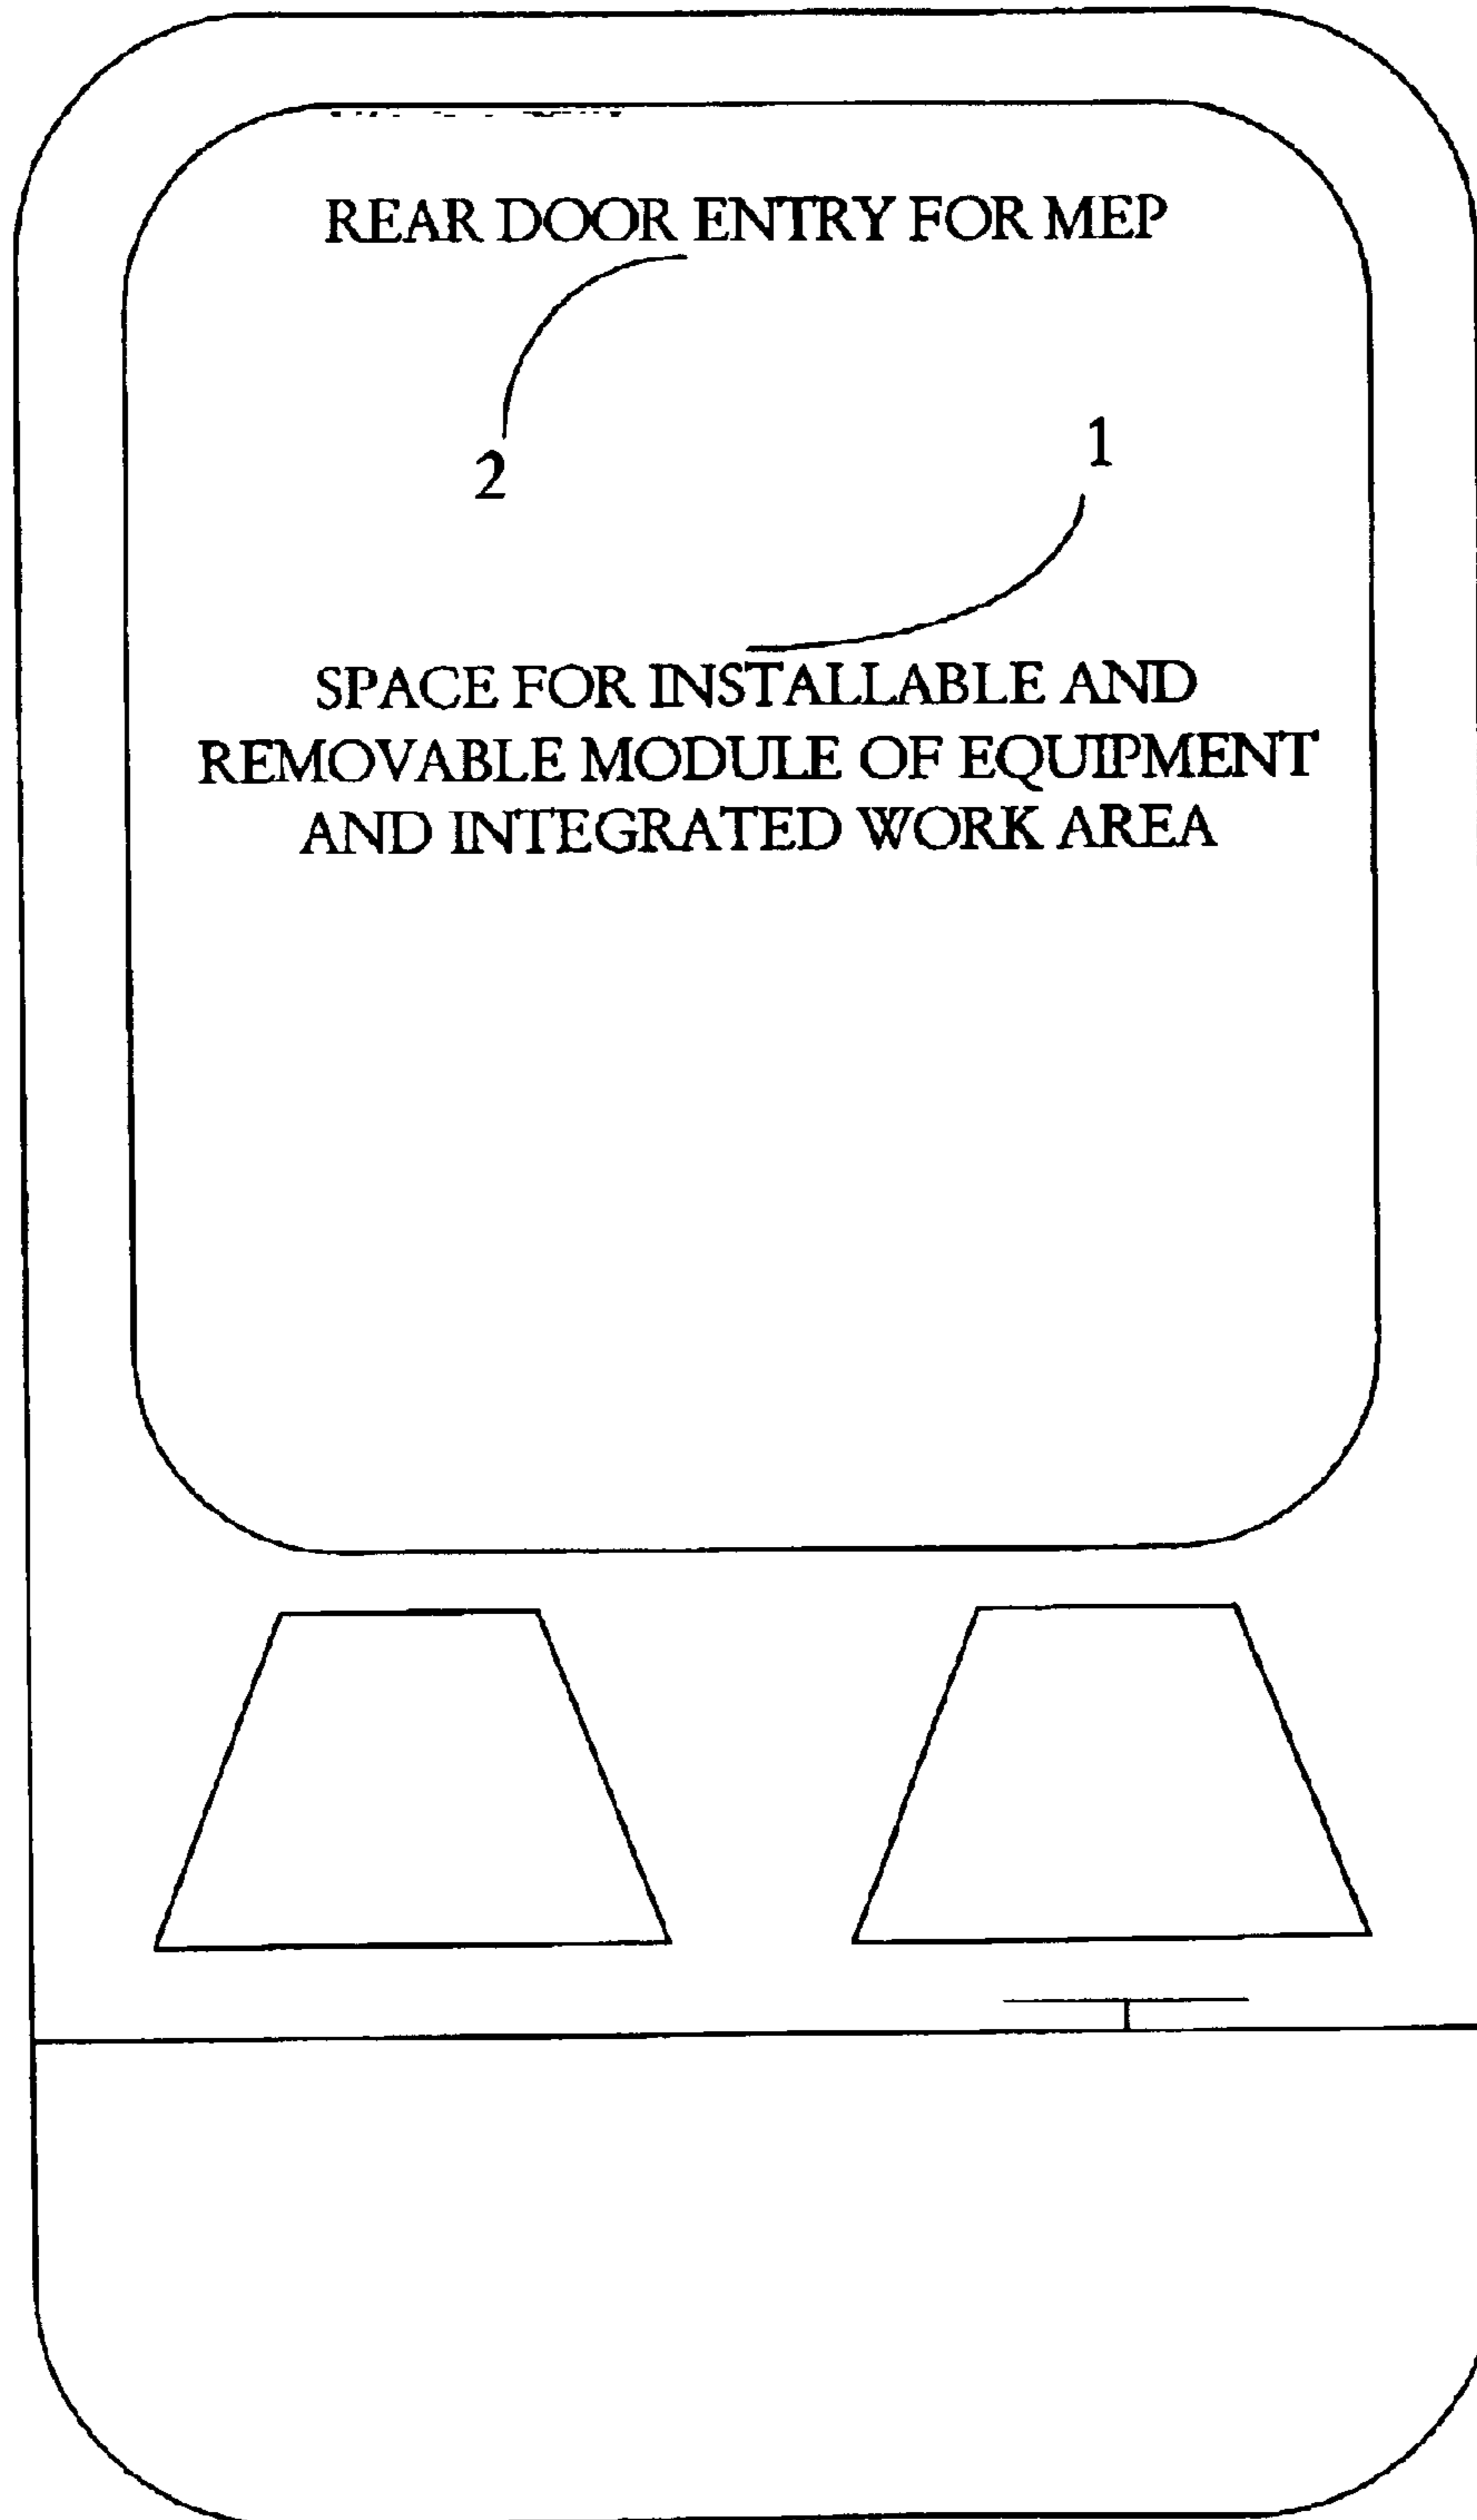 REAR DOOR ENTRY FOR MEP
2
1
SPACE FOR INSTALLABLE AND
REMOVABLE MODULE OF EQUIPMENT
AND INTEGRATED WORK AREA